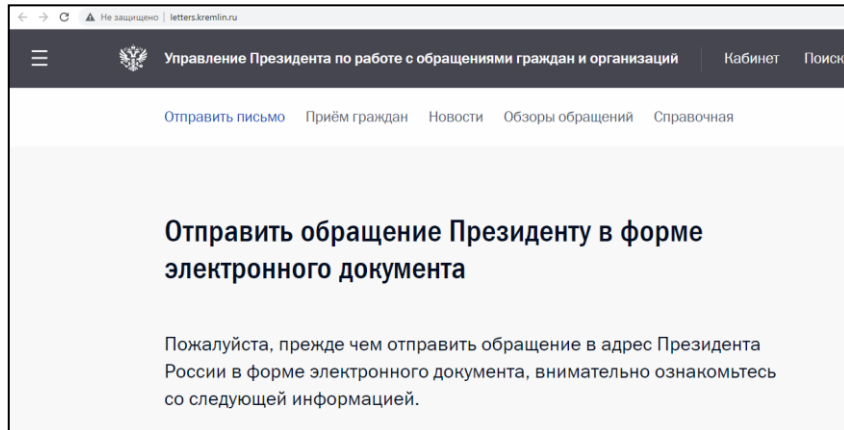 Не защищено | letters.kremlin.ru
Управление Президента по работе с обращениями граждан и организаций Кабинет Поиск
Отправить письмо Приём граждан Новости Обзоры обращений Справочная
Отправить обращение Президенту в форме
электронного документа
Пожалуйста, прежде чем отправить обращение в адрес Президента
России в форме электронного документа, внимательно ознакомьтесь
со следующей информацией.